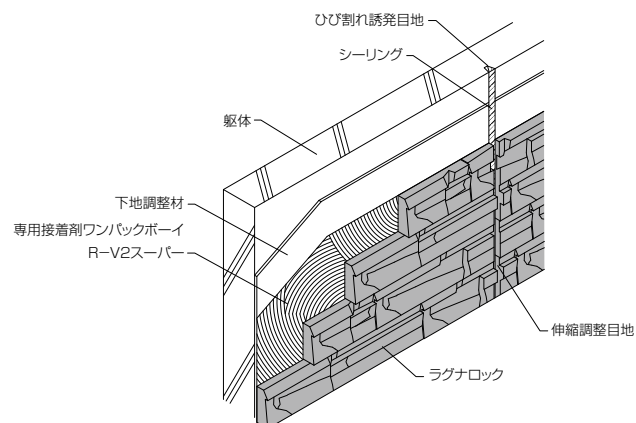 ひび割れ誘発目地
シーリング
躯体
下地調整材
専用接着剤ワンパックボーイ
R-V2スーパー
伸縮調整目地
ラグナロック